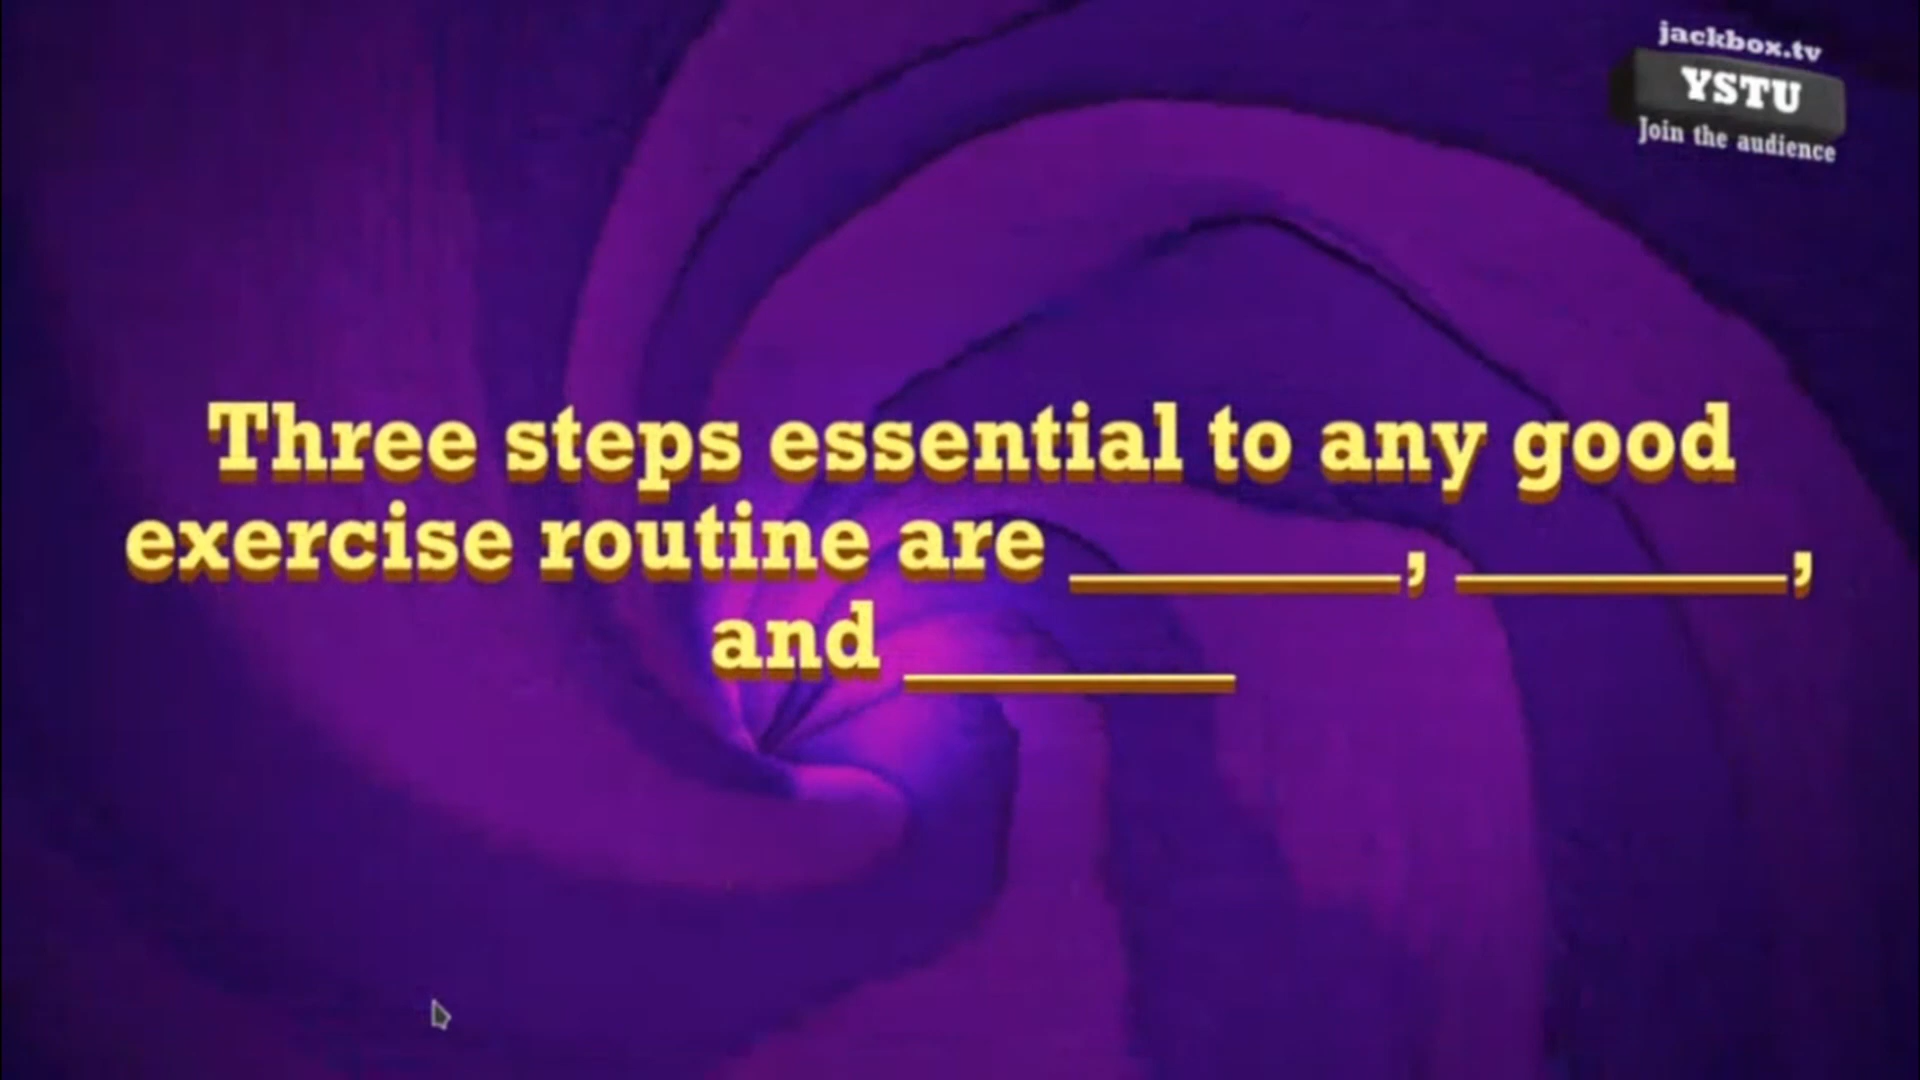 jackbox.tv
YSTU
Join the audience
Three steps essential to any good
exercise routine are ________, ________,
and ________